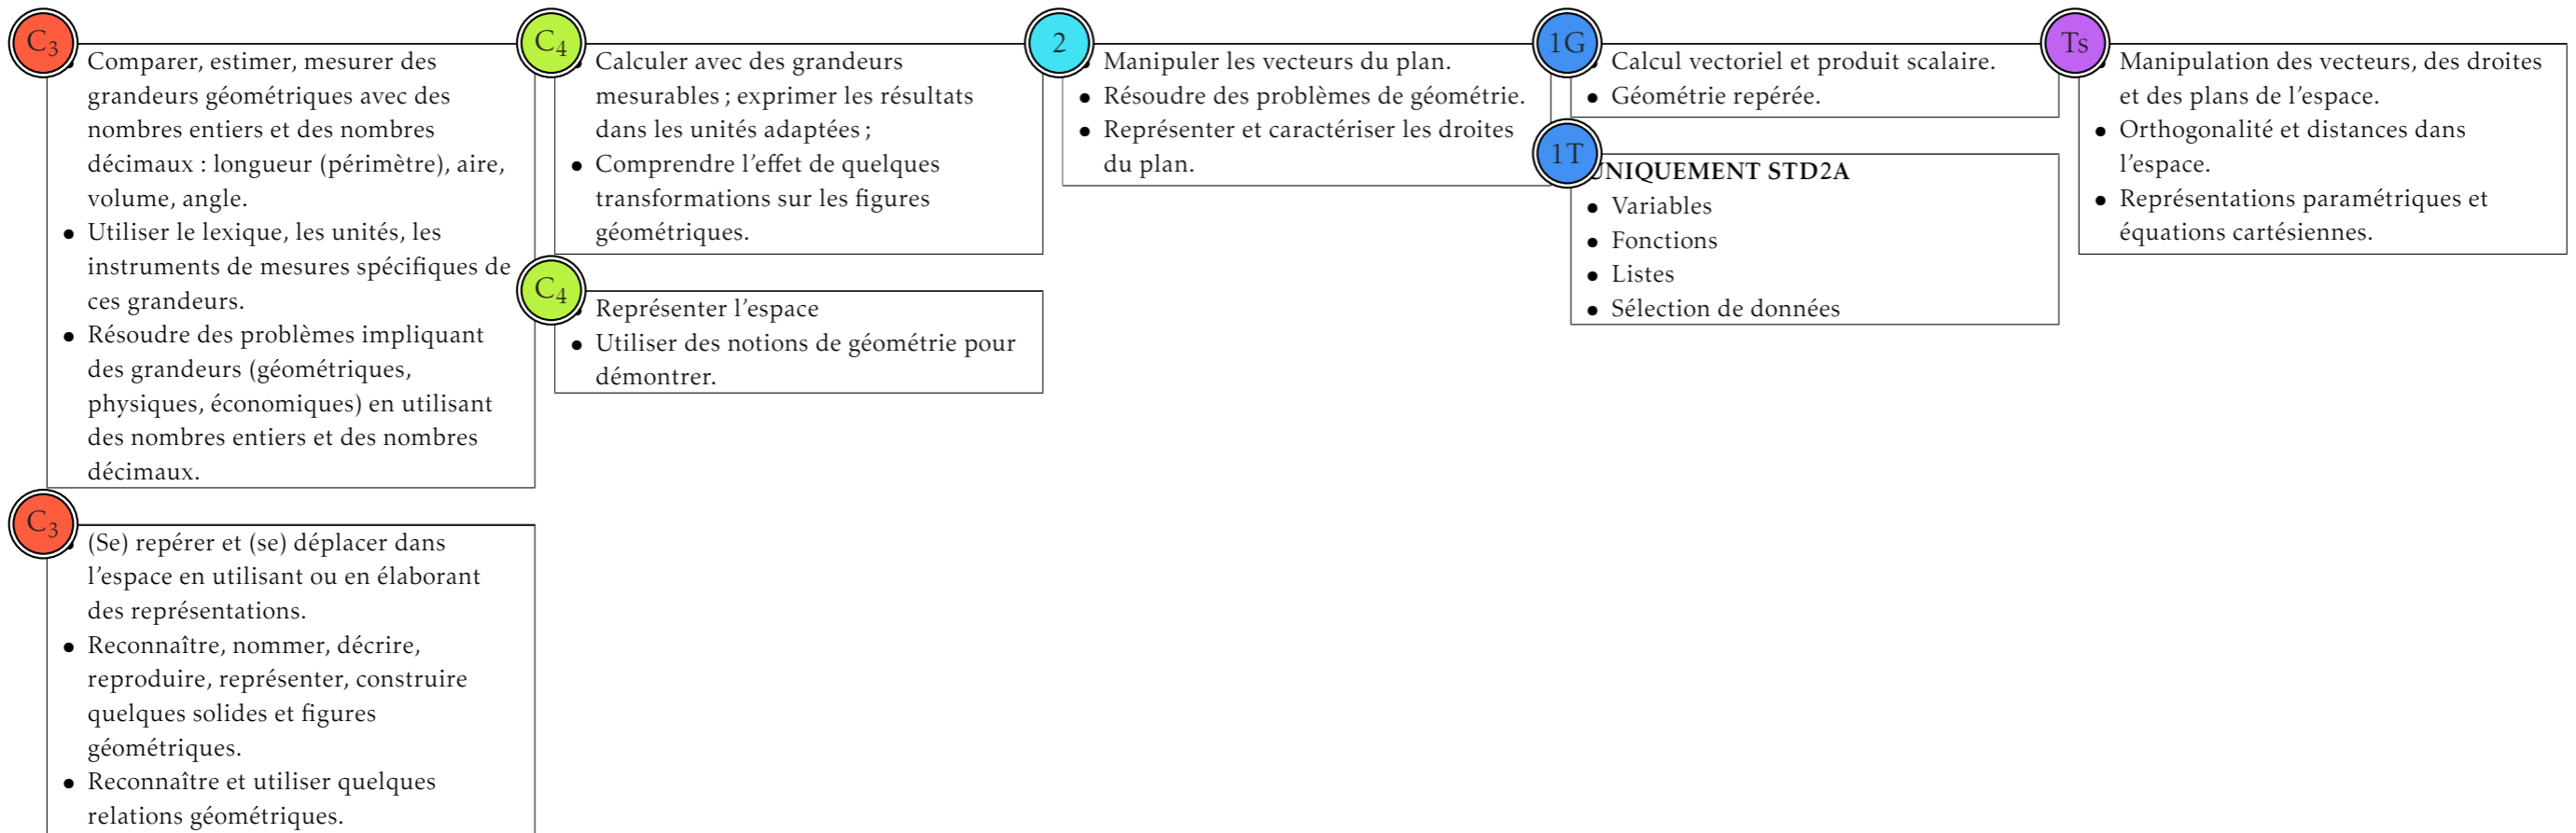 C3
Comparer, estimer, mesurer des
grandeurs géométriques avec des
nombres entiers et des nombres
décimaux : longueur (périmètre), aire,
volume, angle.
• Utiliser le lexique, les unités, les
instruments de mesures spécifiques de
ces grandeurs.
• Résoudre des problèmes impliquant
des grandeurs (géométriques,
physiques, économiques) en utilisant
des nombres entiers et des nombres
décimaux.
C3
(Se) repérer et (se) déplacer dans
l'espace en utilisant ou en élaborant
des représentations.
• Reconnaître, nommer, décrire,
reproduire, représenter, construire
quelques solides et figures
géométriques.
• Reconnaître et utiliser quelques
relations géométriques.
C4
Calculer avec des grandeurs
mesurables ; exprimer les résultats
dans les unités adaptées ;
• Comprendre l'effet de quelques
transformations sur les figures
géométriques.
C4
Représenter l'espace
• Utiliser des notions de géométrie pour
démontrer.
2
Manipuler les vecteurs du plan.
• Résoudre des problèmes de géométrie.
• Représenter et caractériser les droites
du plan.
1G
Calcul vectoriel et produit scalaire.
• Géométrie repérée.
1T
UNIQUEMENT STD2A
• Variables
• Fonctions
• Listes
• Sélection de données
Ts
Manipulation des vecteurs, des droites
et des plans de l'espace.
• Orthogonalité et distances dans
l'espace.
• Représentations paramétriques et
équations cartésiennes.